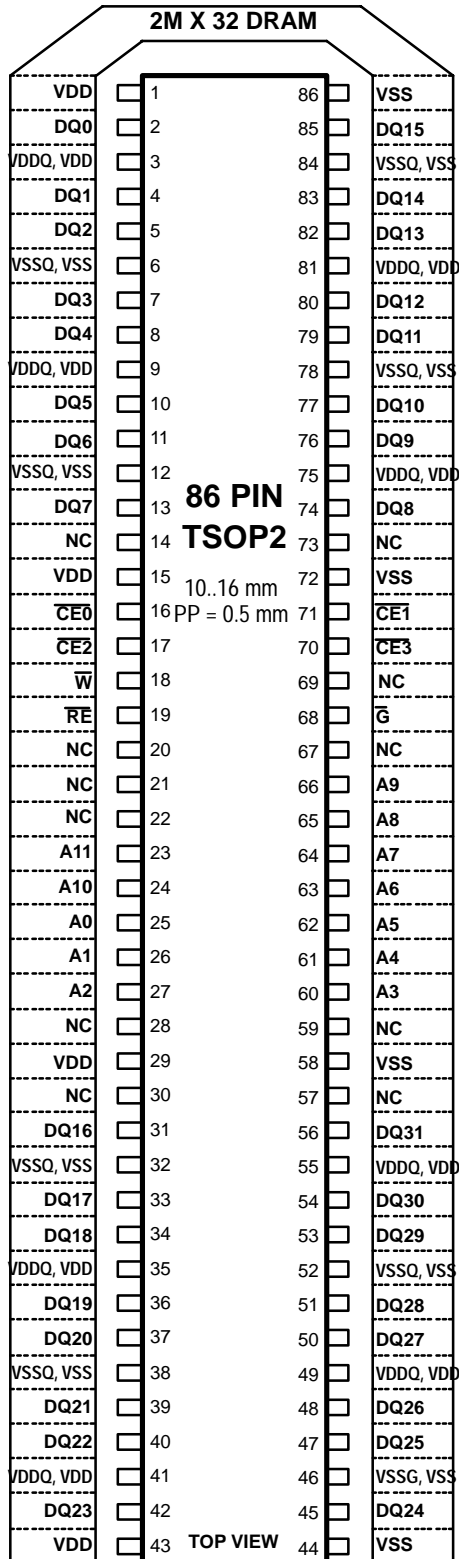 2M X 32 DRAM
VDD 1 86 VSS
DQ0 2 85 DQ15
VDDQ, VDD 3 84 VSSQ, VSS
DQ1 4 83 DQ14
DQ2 5 82 DQ13
VSSQ, VSS 6 81 VDDQ, VDD
DQ3 7 80 DQ12
DQ4 8 79 DQ11
VDDQ, VDD 9 78 VSSQ, VSS
DQ5 10 77 DQ10
DQ6 11 76 DQ9
VSSQ, VSS 12 75 VDDQ, VDD
DQ7 13 86 PIN 74 DQ8
NC 14 TSOP2 73 NC
VDD 15 10..16 mm 72 VSS
C̅E̅0̅ 16 PP = 0.5 mm 71 C̅E̅1̅
C̅E̅2̅ 17 70 C̅E̅3̅
W̅ 18 69 NC
R̅E̅ 19 68 G̅
NC 20 67 NC
NC 21 66 A9
NC 22 65 A8
A11 23 64 A7
A10 24 63 A6
A0 25 62 A5
A1 26 61 A4
A2 27 60 A3
NC 28 59 NC
VDD 29 58 VSS
NC 30 57 NC
DQ16 31 56 DQ31
VSSQ, VSS 32 55 VDDQ, VDD
DQ17 33 54 DQ30
DQ18 34 53 DQ29
VDDQ, VDD 35 52 VSSQ, VSS
DQ19 36 51 DQ28
DQ20 37 50 DQ27
VSSQ, VSS 38 49 VDDQ, VDD
DQ21 39 48 DQ26
DQ22 40 47 DQ25
VDDQ, VDD 41 46 VSSG, VSS
DQ23 42 45 DQ24
VDD 43 TOP VIEW 44 VSS